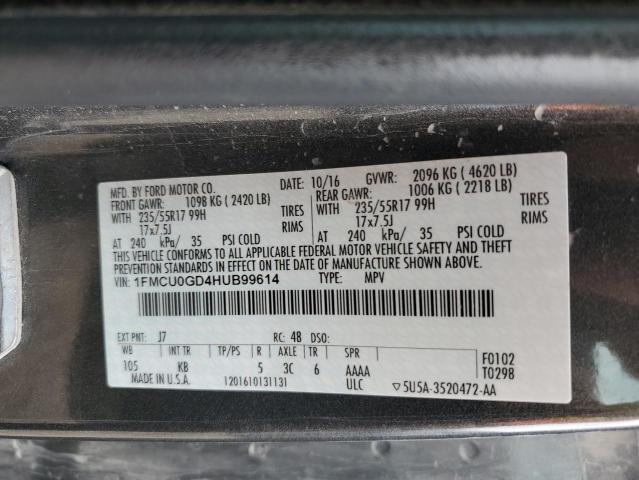 MFD. BY FORD MOTOR CO.
DATE: 10/16 GVWR: 2096 KG ( 4620 LB)
FRONT GAWR: 1098 KG ( 2420 LB) REAR GAWR: 1006 KG ( 2218 LB)
WITH 235/55R17 99H TIRES WITH 235/55R17 99H TIRES
17x7.5J RIMS 17x7.5J RIMS
AT 240 kPa/ 35 PSI COLD AT 240 kPa/ 35 PSI COLD
THIS VEHICLE CONFORMS TO ALL APPLICABLE FEDERAL MOTOR VEHICLE SAFETY AND THEFT
PREVENTION STANDARDS IN EFFECT ON THE DATE OF MANUFACTURE SHOWN ABOVE.
VIN: 1FMCU0GD4HUB99614 TYPE: MPV
EXT PNT: J7 RC: 48 DSO:
WB INT TR TP/PS R AXLE TR SPR F0102
105 KB 5 3C 6 AAAA T0298
MADE IN U.S.A. 1201610131131 ULC ▽5U5A-3520472-AA